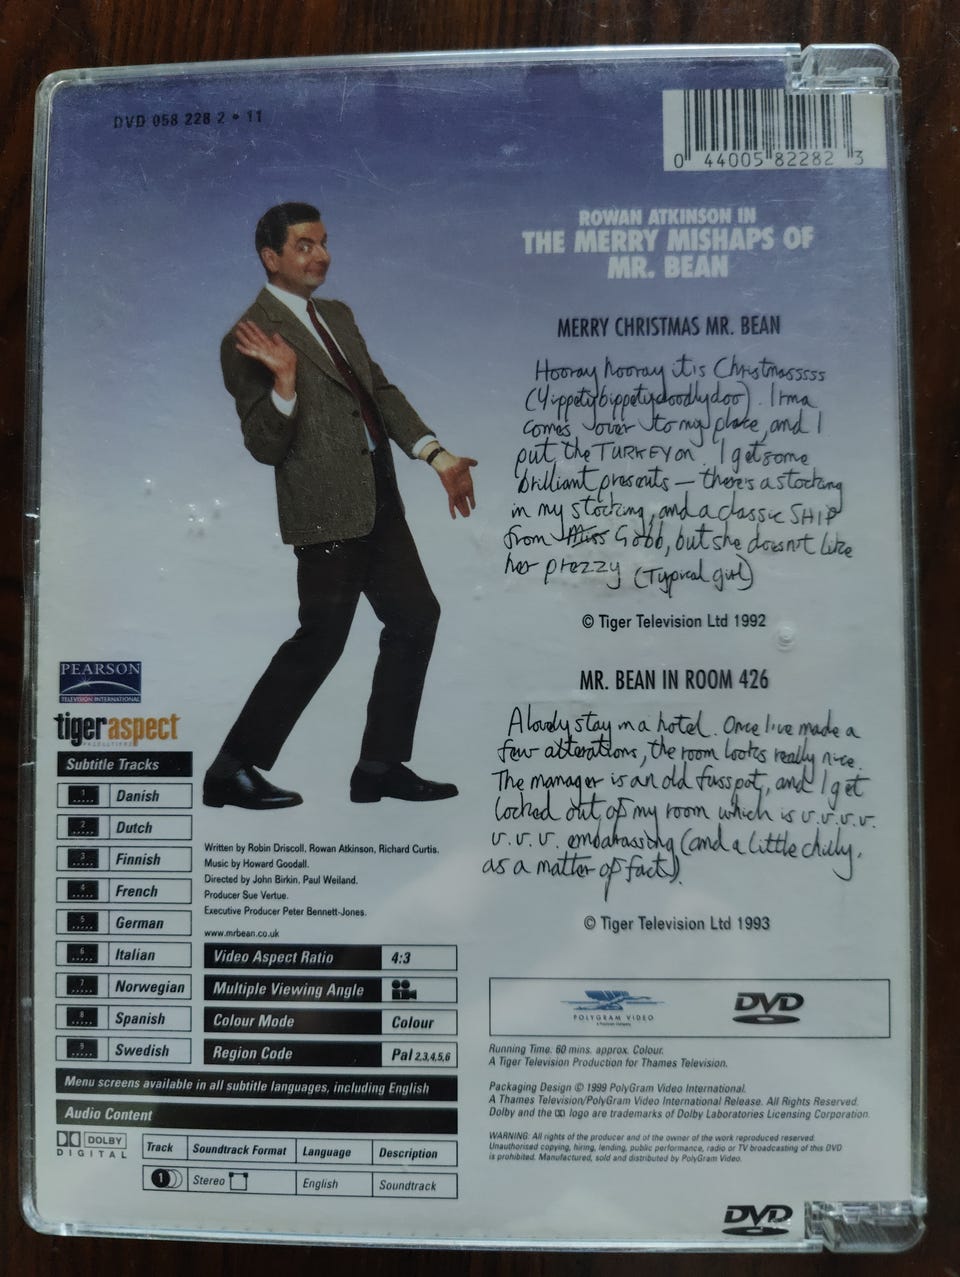 DVD 058 228 2 • 11
0 44005 82282 3
ROWAN ATKINSON IN
THE MERRY MISHAPS OF
MR. BEAN
MERRY CHRISTMAS MR. BEAN
Hooray hooray it is Christmasssss
(Yippetybippetydoodlydoo). Irma
comes over to my place, and I
put the TURKEY on. I get some
brilliant presents – there's a stocking
in my stocking, and a classic SHIP
from Miss Gobb, but she doesn't like
her prezzy (Typical girl)
© Tiger Television Ltd 1992
MR. BEAN IN ROOM 426
A lovely stay in a hotel. Once I've made a
few alterations, the room looks really nice.
The manager is an old fusspot, and I get
locked out of my room which is v.v.v.v.
v.v.v. embarassing (and a little chilly,
as a matter of fact).
© Tiger Television Ltd 1993
PEARSON
TELEVISION INTERNATIONAL
tigeraspect
PRODUCTIONS
Subtitle Tracks
1 Danish
2 Dutch
3 Finnish
4 French
5 German
6 Italian
7 Norwegian
8 Spanish
9 Swedish
Written by Robin Driscoll, Rowan Atkinson, Richard Curtis.
Music by Howard Goodall.
Directed by John Birkin, Paul Weiland.
Producer Sue Vertue.
Executive Producer Peter Bennett-Jones.
www.mrbean.co.uk
Video Aspect Ratio 4:3
Multiple Viewing Angle
Colour Mode Colour
Region Code Pal 2,3,4,5,6
Menu screens available in all subtitle languages, including English
Audio Content
DOLBY
DIGITAL
Track Soundtrack Format Language Description
1 Stereo English Soundtrack
POLYGRAM VIDEO
A PolyGram Company
DVD
Running Time. 60 mins. approx. Colour.
A Tiger Television Production for Thames Television.
Packaging Design © 1999 PolyGram Video International.
A Thames Television/PolyGram Video International Release. All Rights Reserved.
Dolby and the DD logo are trademarks of Dolby Laboratories Licensing Corporation.
WARNING: All rights of the producer and of the owner of the work reproduced reserved.
Unauthorised copying, hiring, lending, public performance, radio or TV broadcasting of this DVD
is prohibited. Manufactured, sold and distributed by PolyGram Video.
DVD